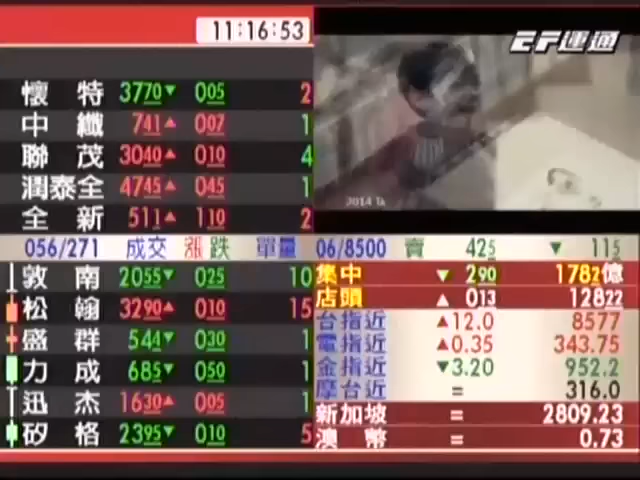 11:16:53
EF運通
懷特 3770▼ 005 2
中纖 741▲ 007 1
聯茂 3040▲ 010 4
潤泰全 4745▲ 045 1
全新 511▲ 110 2
2014 TA
056/271 成交 漲跌 單量 06/8500 賣 425 ▼ 115
敦南 2055▼ 025 10
松翰 3290▲ 010 15
盛群 544▼ 030 1
力成 685▼ 050 1
迅杰 1630▲ 005 1
矽格 2395▼ 010 5
集中 ▼ 290 1782億
店頭 ▲ 013 12822
台指近 ▲12.0 8577
電指近 ▲0.35 343.75
金指近 ▼3.20 952.2
摩台近 = 316.0
新加坡 = 2809.23
澳幣 = 0.73